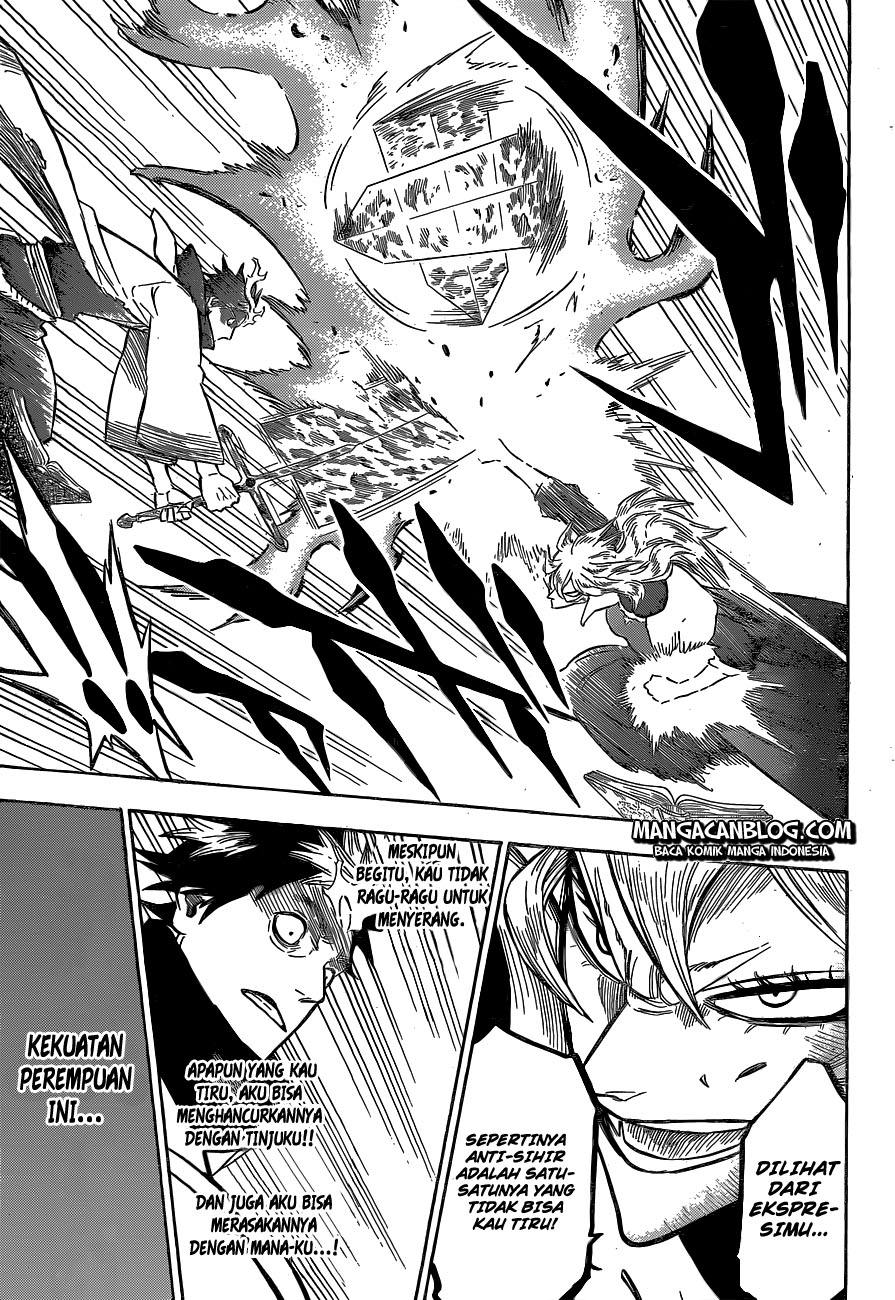 MANGACANBLOG.COM
BACA KOMIK MANGA INDONESIA
DILIHAT
DARI
EKSPRE-
SIMU...
SEPERTINYA
ANTI-SIHIR
ADALAH SATU-
SATUNYA YANG
TIDAK BISA
KAU TIRU!
MESKIPUN
BEGITU, KAU TIDAK
RAGU-RAGU UNTUK
MENYERANG.
APAPUN YANG KAU
TIRU, AKU BISA
MENGHANCURKANNYA
DENGAN TINJUKU!!
DAN JUGA AKU BISA
MERASAKANNYA
DENGAN MANA-KU...!
KEKUATAN
PEREMPUAN
INI...